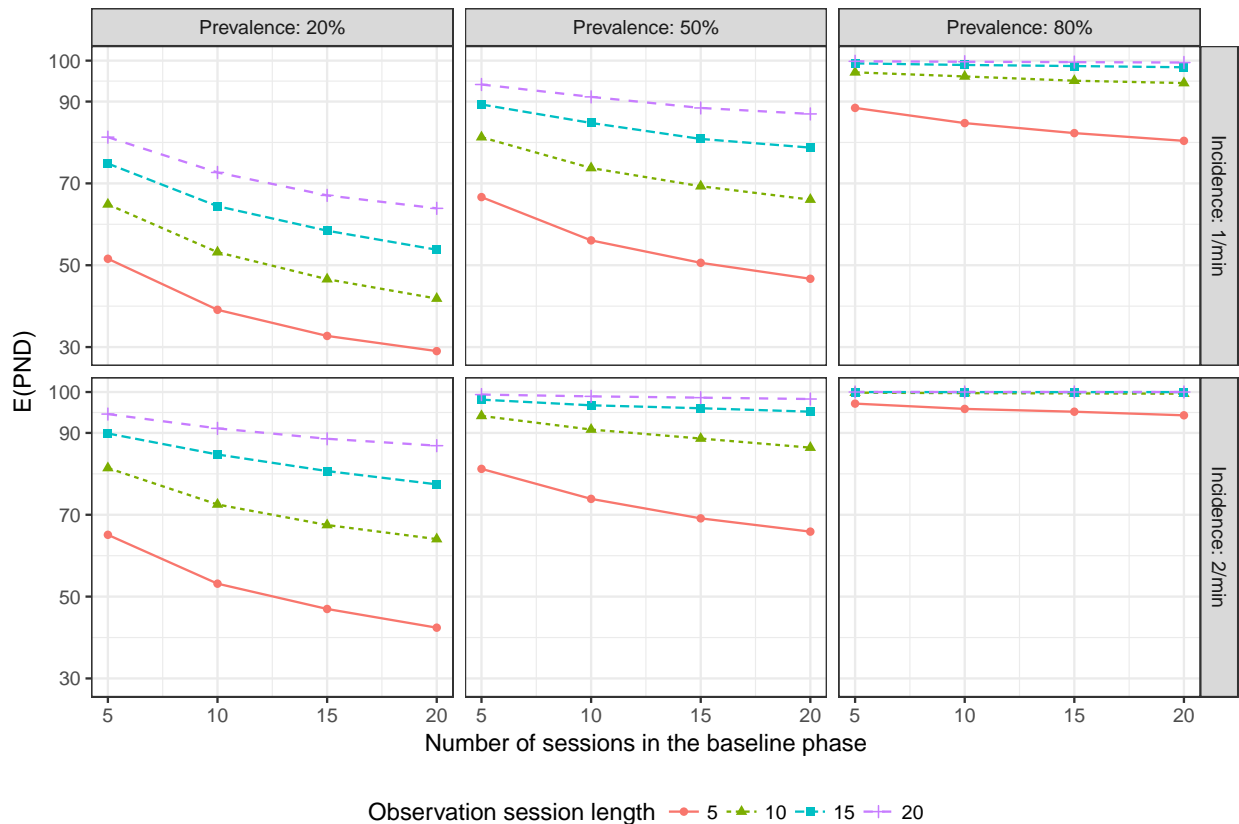 Prevalence: 20% Prevalence: 50% Prevalence: 80%
100
90
70
50
30
Incidence: 1/min
E(PND)
100
90
70
50
30
Incidence: 2/min
5 10 15 20 5 10 15 20 5 10 15 20
Number of sessions in the baseline phase
Observation session length 5 10 15 20